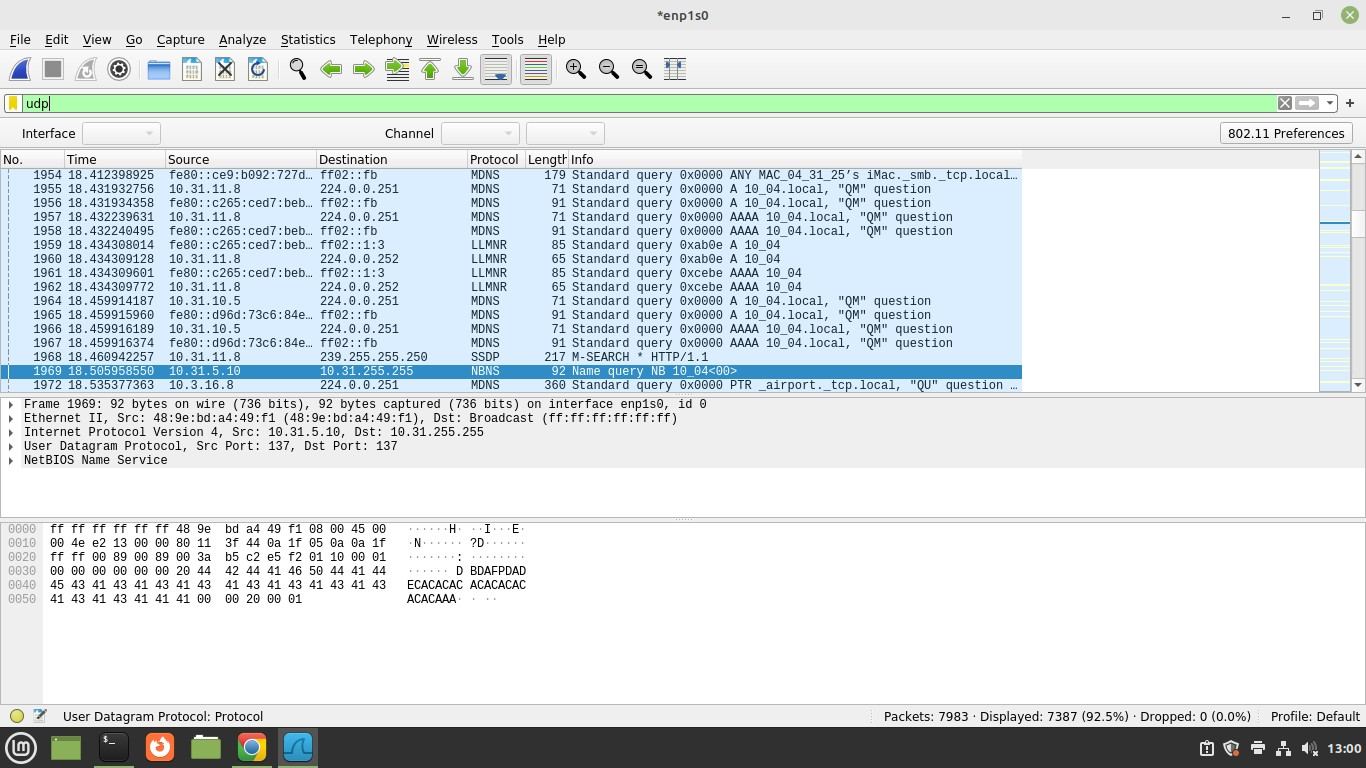 *enp1s0
File Edit View Go Capture Analyze Statistics Telephony Wireless Tools Help
udp
Interface Channel 802.11 Preferences
No. Time Source Destination Protocol Length Info
1954 18.412398925 fe80::ce9:b092:727d… ff02::fb MDNS 179 Standard query 0x0000 ANY MAC_04_31_25’s iMac._smb._tcp.local…
1955 18.431932756 10.31.11.8 224.0.0.251 MDNS 71 Standard query 0x0000 A 10_04.local, "QM" question
1956 18.431934358 fe80::c265:ced7:beb… ff02::fb MDNS 91 Standard query 0x0000 A 10_04.local, "QM" question
1957 18.432239631 10.31.11.8 224.0.0.251 MDNS 71 Standard query 0x0000 AAAA 10_04.local, "QM" question
1958 18.432240495 fe80::c265:ced7:beb… ff02::fb MDNS 91 Standard query 0x0000 AAAA 10_04.local, "QM" question
1959 18.434308014 fe80::c265:ced7:beb… ff02::1:3 LLMNR 85 Standard query 0xab0e A 10_04
1960 18.434309128 10.31.11.8 224.0.0.252 LLMNR 65 Standard query 0xab0e A 10_04
1961 18.434309601 fe80::c265:ced7:beb… ff02::1:3 LLMNR 85 Standard query 0xcebe AAAA 10_04
1962 18.434309772 10.31.11.8 224.0.0.252 LLMNR 65 Standard query 0xcebe AAAA 10_04
1964 18.459914187 10.31.10.5 224.0.0.251 MDNS 71 Standard query 0x0000 A 10_04.local, "QM" question
1965 18.459915960 fe80::d96d:73c6:84e… ff02::fb MDNS 91 Standard query 0x0000 A 10_04.local, "QM" question
1966 18.459916189 10.31.10.5 224.0.0.251 MDNS 71 Standard query 0x0000 AAAA 10_04.local, "QM" question
1967 18.459916374 fe80::d96d:73c6:84e… ff02::fb MDNS 91 Standard query 0x0000 AAAA 10_04.local, "QM" question
1968 18.460942257 10.31.11.8 239.255.255.250 SSDP 217 M-SEARCH * HTTP/1.1
1969 18.505958550 10.31.5.10 10.31.255.255 NBNS 92 Name query NB 10_04<00>
1972 18.535377363 10.3.16.8 224.0.0.251 MDNS 360 Standard query 0x0000 PTR _airport._tcp.local, "QU" question …
Frame 1969: 92 bytes on wire (736 bits), 92 bytes captured (736 bits) on interface enp1s0, id 0
Ethernet II, Src: 48:9e:bd:a4:49:f1 (48:9e:bd:a4:49:f1), Dst: Broadcast (ff:ff:ff:ff:ff:ff)
Internet Protocol Version 4, Src: 10.31.5.10, Dst: 10.31.255.255
User Datagram Protocol, Src Port: 137, Dst Port: 137
NetBIOS Name Service
0000 ff ff ff ff ff ff 48 9e bd a4 49 f1 08 00 45 00 ······H· ··I···E·
0010 00 4e e2 13 00 00 80 11 3f 44 0a 1f 05 0a 0a 1f ·N······ ?D······
0020 ff ff 00 89 00 89 00 3a b5 c2 e5 f2 01 10 00 01 ·······: ········
0030 00 00 00 00 00 00 20 44 42 44 41 46 50 44 41 44 ······ D BDAFPDAD
0040 45 43 41 43 41 43 41 43 41 43 41 43 41 43 41 43 ECACACAC ACACACAC
0050 41 43 41 43 41 41 41 00 00 20 00 01 ACACAAA· · ··
User Datagram Protocol: Protocol Packets: 7983 · Displayed: 7387 (92.5%) · Dropped: 0 (0.0%) Profile: Default
13:00